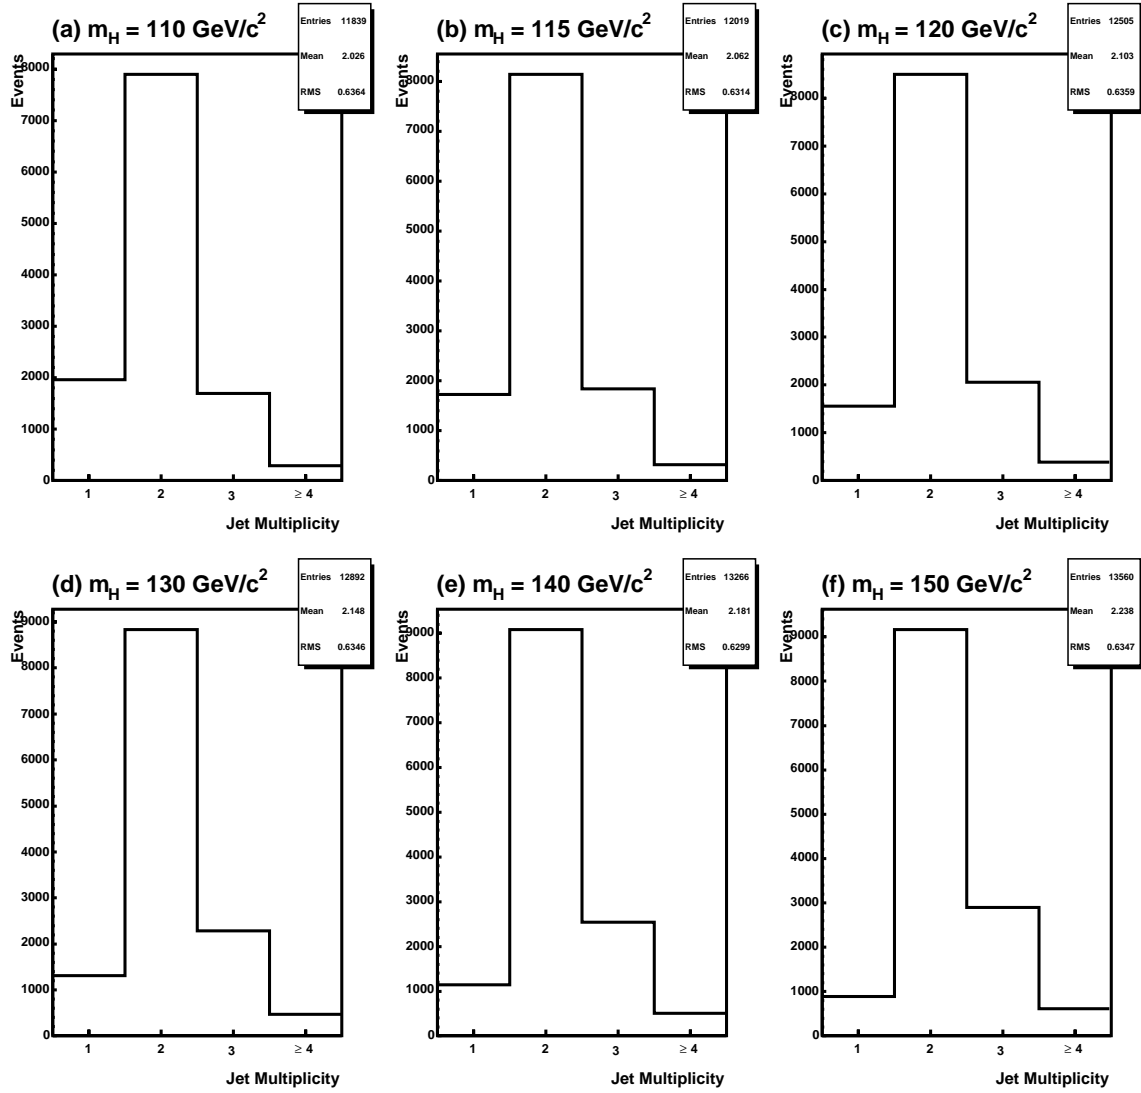 (a) m_H = 110 GeV/c^2
Entries 11839
Mean 2.026
RMS 0.6364
Events
8000
7000
6000
5000
4000
3000
2000
1000
0
1 2 3 ≥ 4
Jet Multiplicity
(b) m_H = 115 GeV/c^2
Entries 12019
Mean 2.062
RMS 0.6314
Events
8000
7000
6000
5000
4000
3000
2000
1000
0
1 2 3 ≥ 4
Jet Multiplicity
(c) m_H = 120 GeV/c^2
Entries 12505
Mean 2.103
RMS 0.6359
Events
8000
7000
6000
5000
4000
3000
2000
1000
0
1 2 3 ≥ 4
Jet Multiplicity
(d) m_H = 130 GeV/c^2
Entries 12892
Mean 2.148
RMS 0.6346
Events
9000
8000
7000
6000
5000
4000
3000
2000
1000
0
1 2 3 ≥ 4
Jet Multiplicity
(e) m_H = 140 GeV/c^2
Entries 13266
Mean 2.181
RMS 0.6299
Events
9000
8000
7000
6000
5000
4000
3000
2000
1000
0
1 2 3 ≥ 4
Jet Multiplicity
(f) m_H = 150 GeV/c^2
Entries 13560
Mean 2.238
RMS 0.6347
Events
9000
8000
7000
6000
5000
4000
3000
2000
1000
0
1 2 3 ≥ 4
Jet Multiplicity